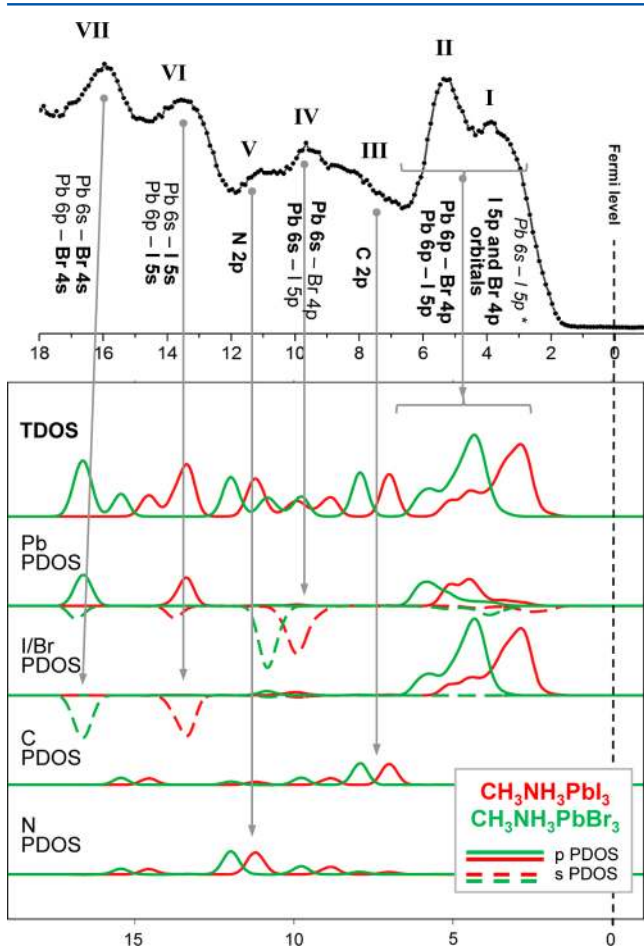 VII
VI
V
IV
III
II
I
Fermi level
Pb 6s – Br 4s
Pb 6p – Br 4s
Pb 6s – I 5s
Pb 6p – I 5s
N 2p
Pb 6s – Br 4p
Pb 6s – I 5p
C 2p
Pb 6p – Br 4p
Pb 6p – I 5p
I 5p and Br 4p
orbitals
Pb 6s – I 5p *
18 16 14 12 10 8 6 4 2 0
TDOS
Pb
PDOS
I/Br
PDOS
C
PDOS
N
PDOS
CH₃NH₃PbI₃
CH₃NH₃PbBr₃
p PDOS
s PDOS
15 10 5 0